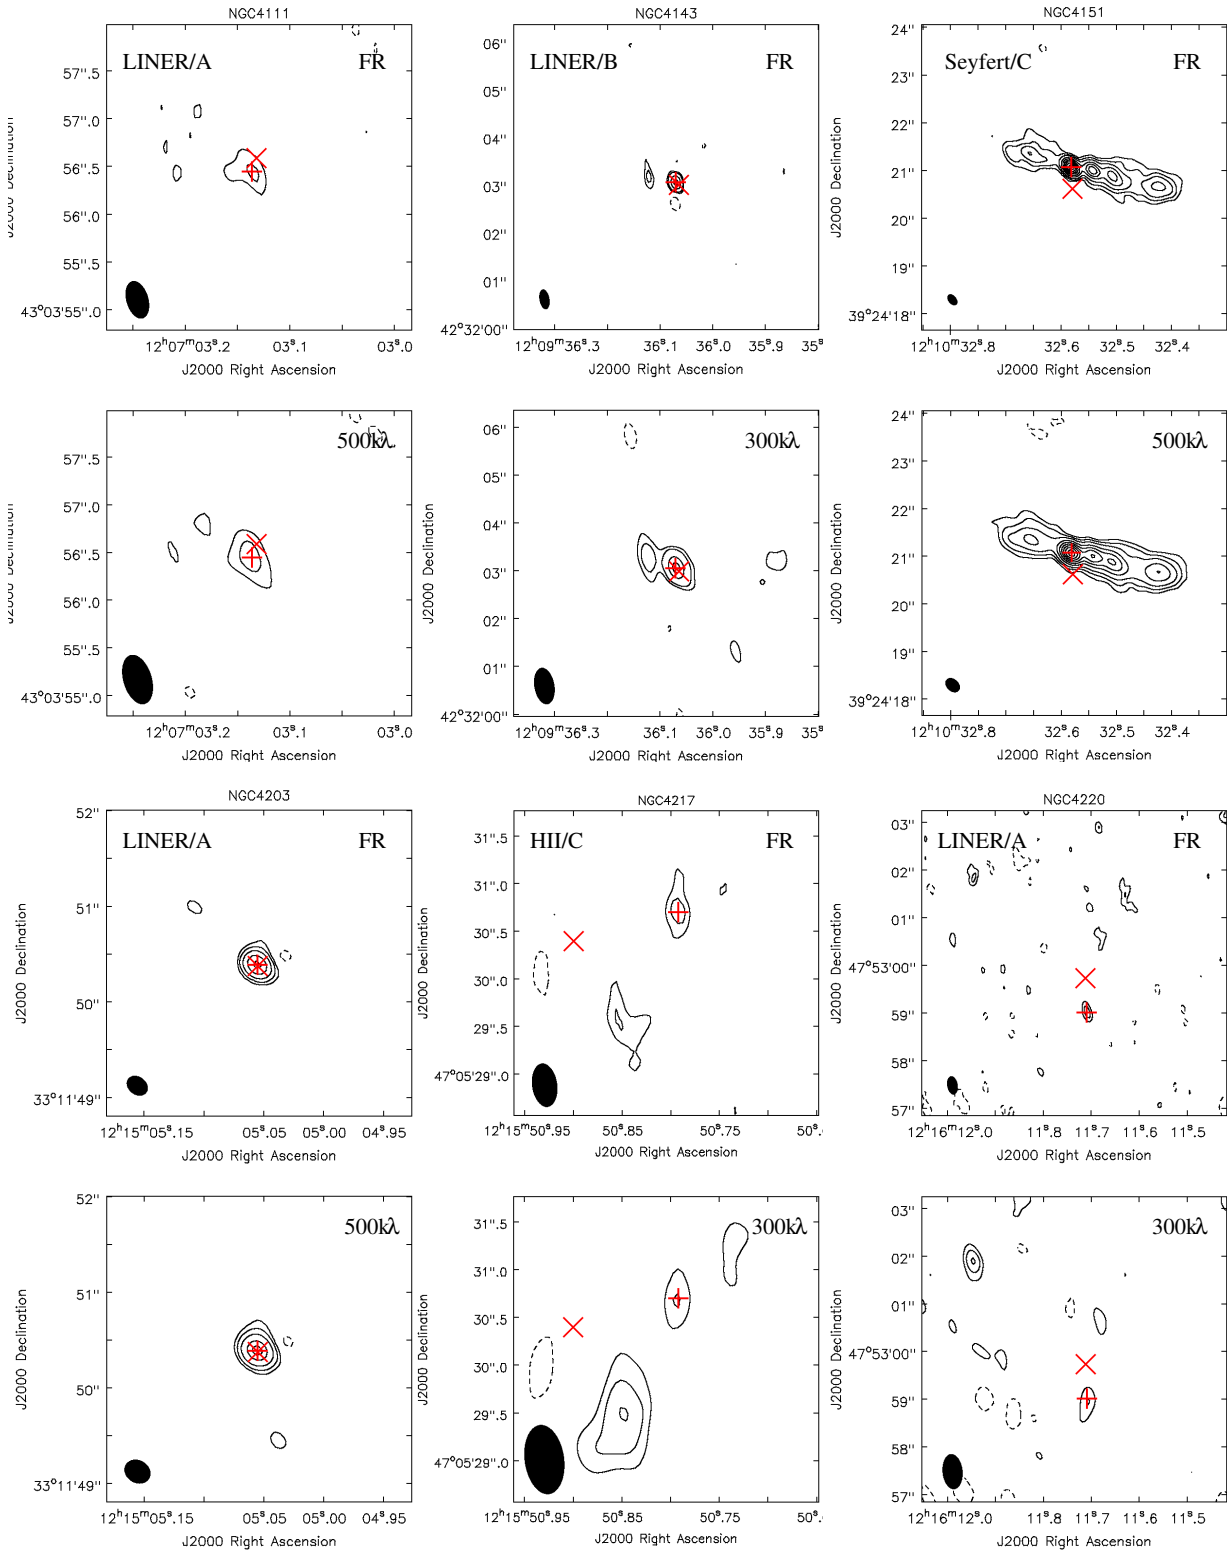 NGC4111
LINER/A FR
57".5
57".0
56".5
56".0
55".5
43°03'55".0
J2000 Declination
12ʰ07ᵐ03ˢ.2 03ˢ.1 03ˢ.0
J2000 Right Ascension
NGC4143
LINER/B FR
06"
05"
04"
03"
02"
01"
42°32'00"
12ʰ09ᵐ36ˢ.3 36ˢ.1 36ˢ.0 35ˢ.9 35ˢ
J2000 Right Ascension
NGC4151
Seyfert/C FR
24"
23"
22"
21"
20"
19"
39°24'18"
J2000 Declination
12ʰ10ᵐ32ˢ.8 32ˢ.6 32ˢ.5 32ˢ.4
J2000 Right Ascension
500kλ
57".5
57".0
56".5
56".0
55".5
43°03'55".0
J2000 Declination
12ʰ07ᵐ03ˢ.2 03ˢ.1 03ˢ.0
J2000 Right Ascension
300kλ
06"
05"
04"
03"
02"
01"
42°32'00"
J2000 Declination
12ʰ09ᵐ36ˢ.3 36ˢ.1 36ˢ.0 35ˢ.9 35ˢ
J2000 Right Ascension
500kλ
24"
23"
22"
21"
20"
19"
39°24'18"
J2000 Declination
12ʰ10ᵐ32ˢ.8 32ˢ.6 32ˢ.5 32ˢ.4
J2000 Right Ascension
NGC4203
LINER/A FR
52"
51"
50"
33°11'49"
J2000 Declination
12ʰ15ᵐ05ˢ.15 05ˢ.05 05ˢ.00 04ˢ.95
J2000 Right Ascension
NGC4217
HII/C FR
31".5
31".0
30".5
30".0
29".5
47°05'29".0
J2000 Declination
12ʰ15ᵐ50ˢ.95 50ˢ.85 50ˢ.75 50ˢ.
J2000 Right Ascension
NGC4220
LINER/A FR
03"
02"
01"
47°53'00"
59"
58"
57"
J2000 Declination
12ʰ16ᵐ12ˢ.0 11ˢ.8 11ˢ.7 11ˢ.6 11ˢ.5
J2000 Right Ascension
500kλ
52"
51"
50"
33°11'49"
J2000 Declination
12ʰ15ᵐ05ˢ.15 05ˢ.05 05ˢ.00 04ˢ.95
J2000 Right Ascension
300kλ
31".5
31".0
30".5
30".0
29".5
47°05'29".0
J2000 Declination
12ʰ15ᵐ50ˢ.95 50ˢ.85 50ˢ.75 50ˢ.
J2000 Right Ascension
300kλ
03"
02"
01"
47°53'00"
59"
58"
57"
J2000 Declination
12ʰ16ᵐ12ˢ.0 11ˢ.8 11ˢ.7 11ˢ.6 11ˢ.5
J2000 Right Ascension